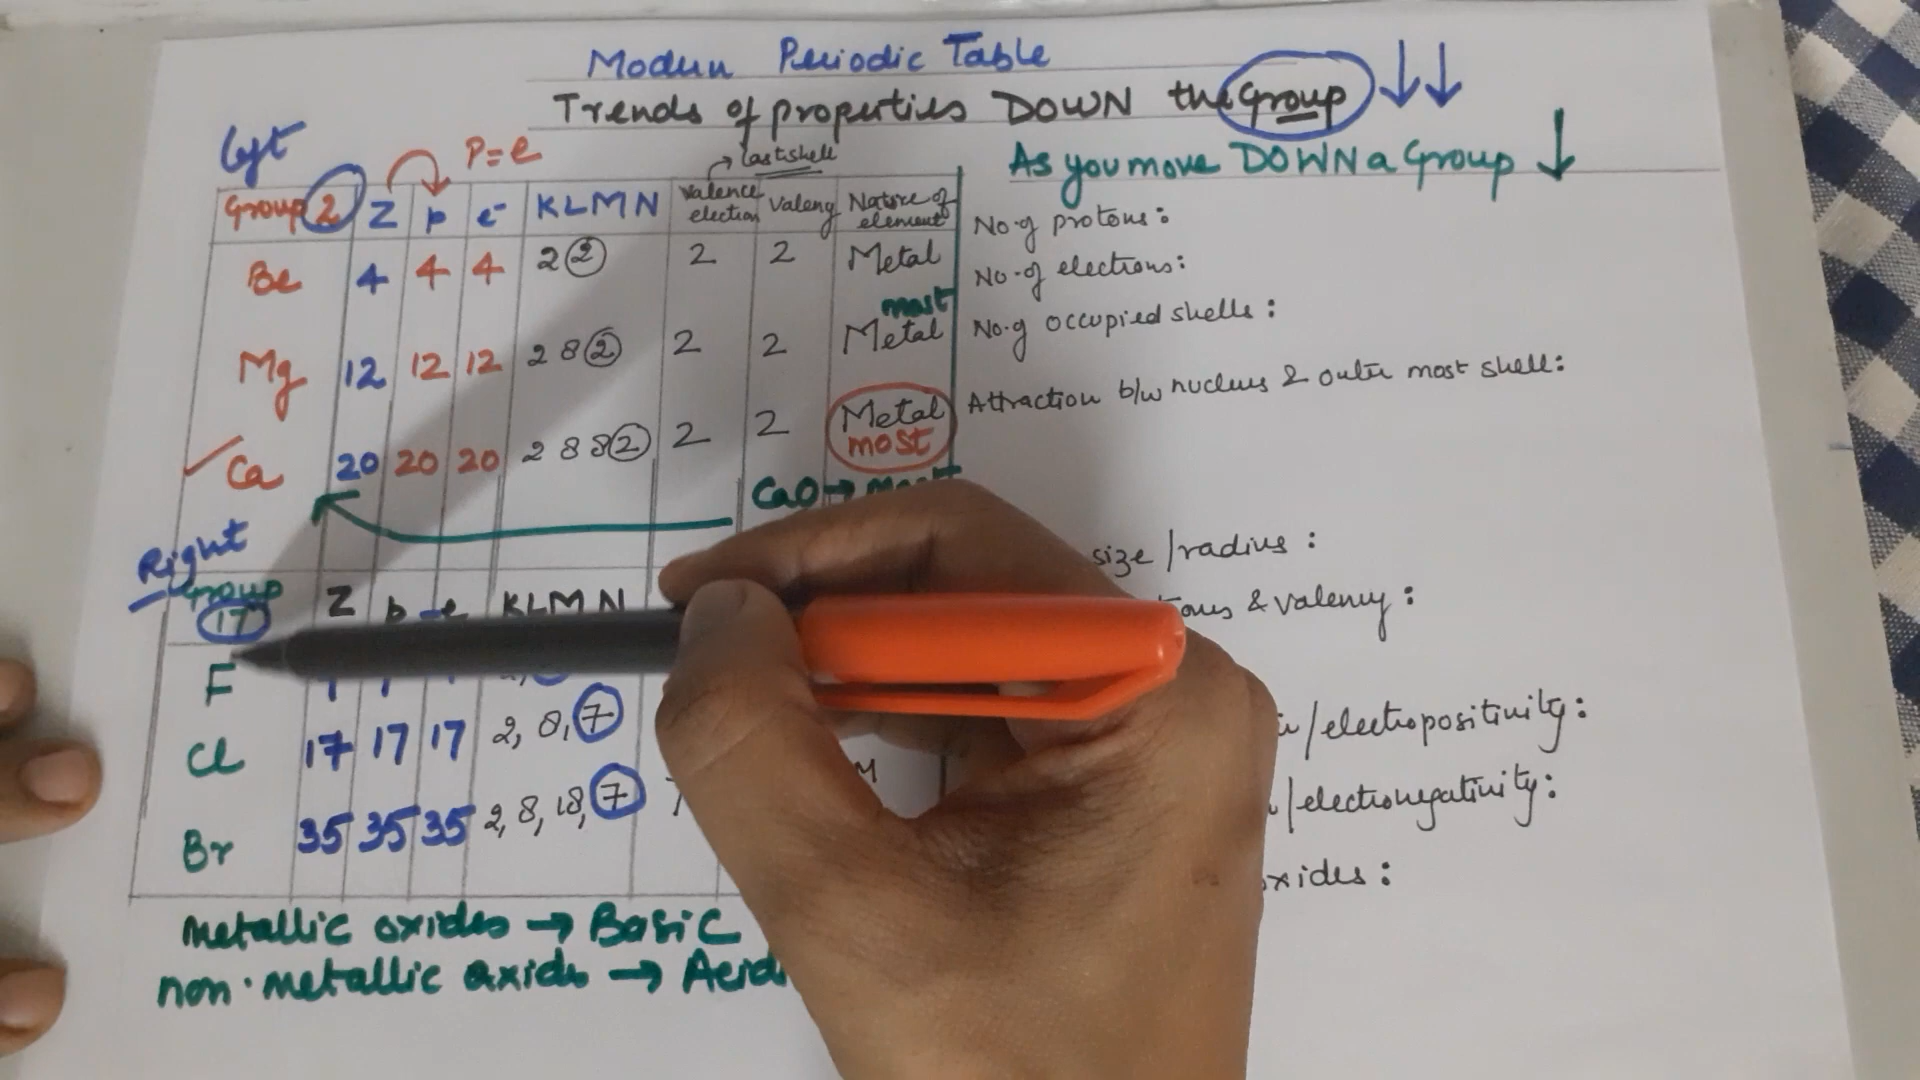 Modern Periodic Table
Trends of properties DOWN the Group
Left
P=e
Last shell
As you move DOWN a Group
Group 2 Z p e- K L M N Valence election Valency Nature of element
No·of protons:
Be 4 4 4 2 2 2 2 Metal
No·of electrons:
most
Mg 12 12 12 2 8 2 2 2 Metal
No·of occupied shells:
Attraction b/w nucleus & outer most shell:
Ca 20 20 20 2 8 8 2 2 2 Metal most
CaO → Most
Right
size/radius:
Group 17 Z p e K L M N
& valency:
F
/electropositivity:
Cl 17 17 17 2, 8, 7
/electronegativity:
Br 35 35 35 2, 8, 18, 7 7
oxides:
Metallic oxides → Basic
non·metallic oxides → Acid